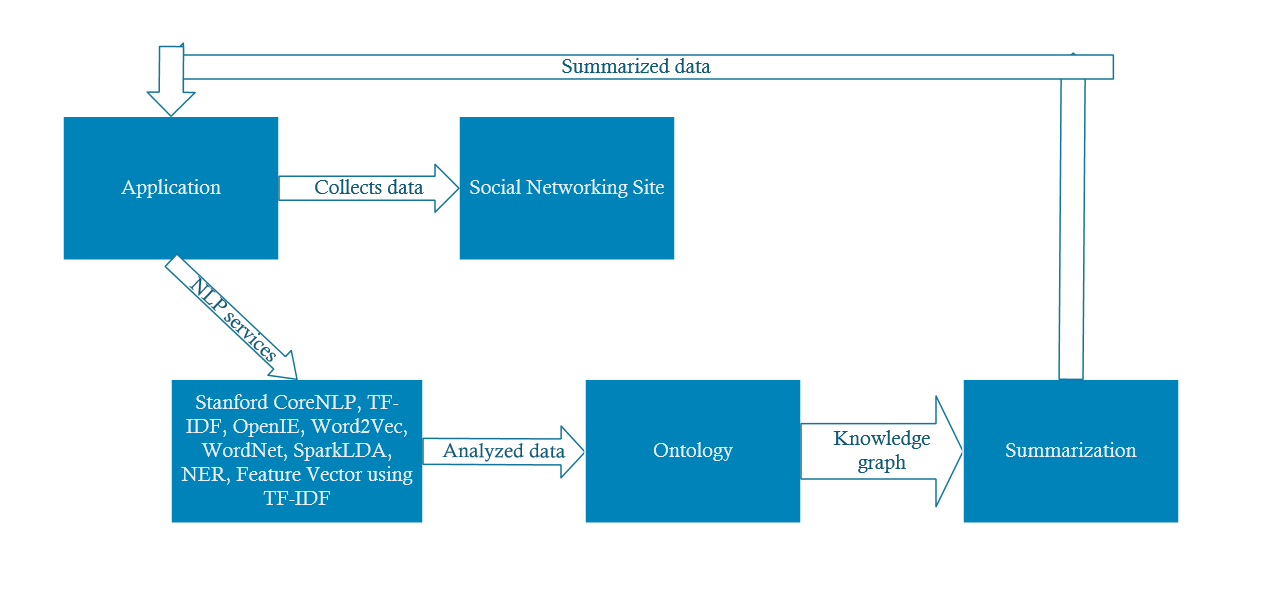 Summarized data
Application
Collects data
Social Networking Site
NLP services
Stanford CoreNLP, TF-
IDF, OpenIE, Word2Vec,
WordNet, SparkLDA,
NER, Feature Vector using
TF-IDF
Analyzed data
Ontology
Knowledge
graph
Summarization